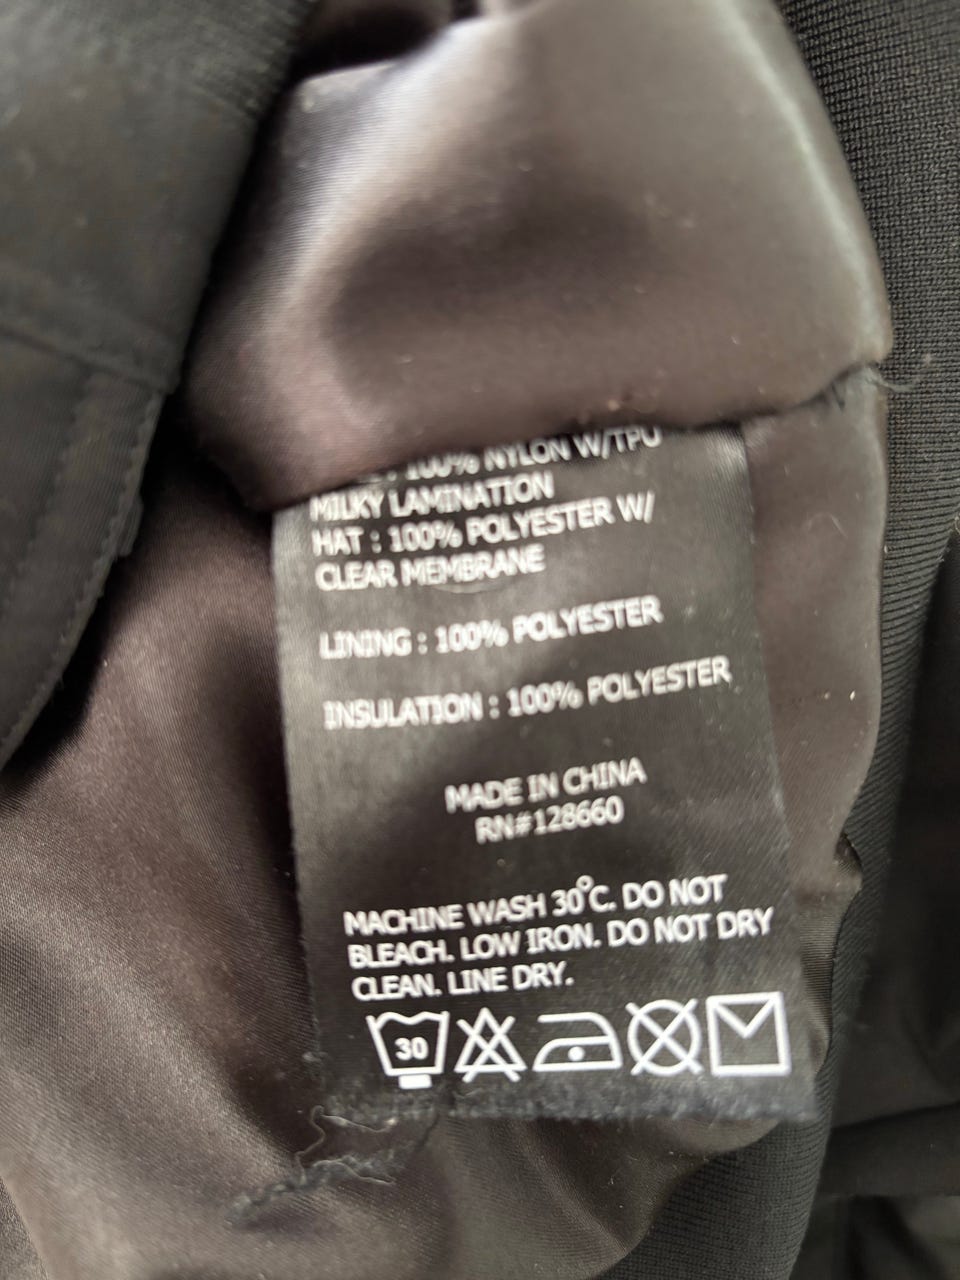 : 100% NYLON W/TPU
MILKY LAMINATION
HAT : 100% POLYESTER W/
CLEAR MEMBRANE
LINING : 100% POLYESTER
INSULATION : 100% POLYESTER
MADE IN CHINA
RN#128660
MACHINE WASH 30°C. DO NOT
BLEACH. LOW IRON. DO NOT DRY
CLEAN. LINE DRY.
30